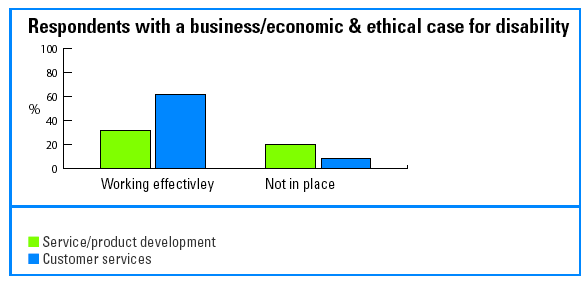 Respondents with a business/economic & ethical case for disability
100
80
60
%
40
20
0
Working effectivley
Not in place
Service/product development
Customer services